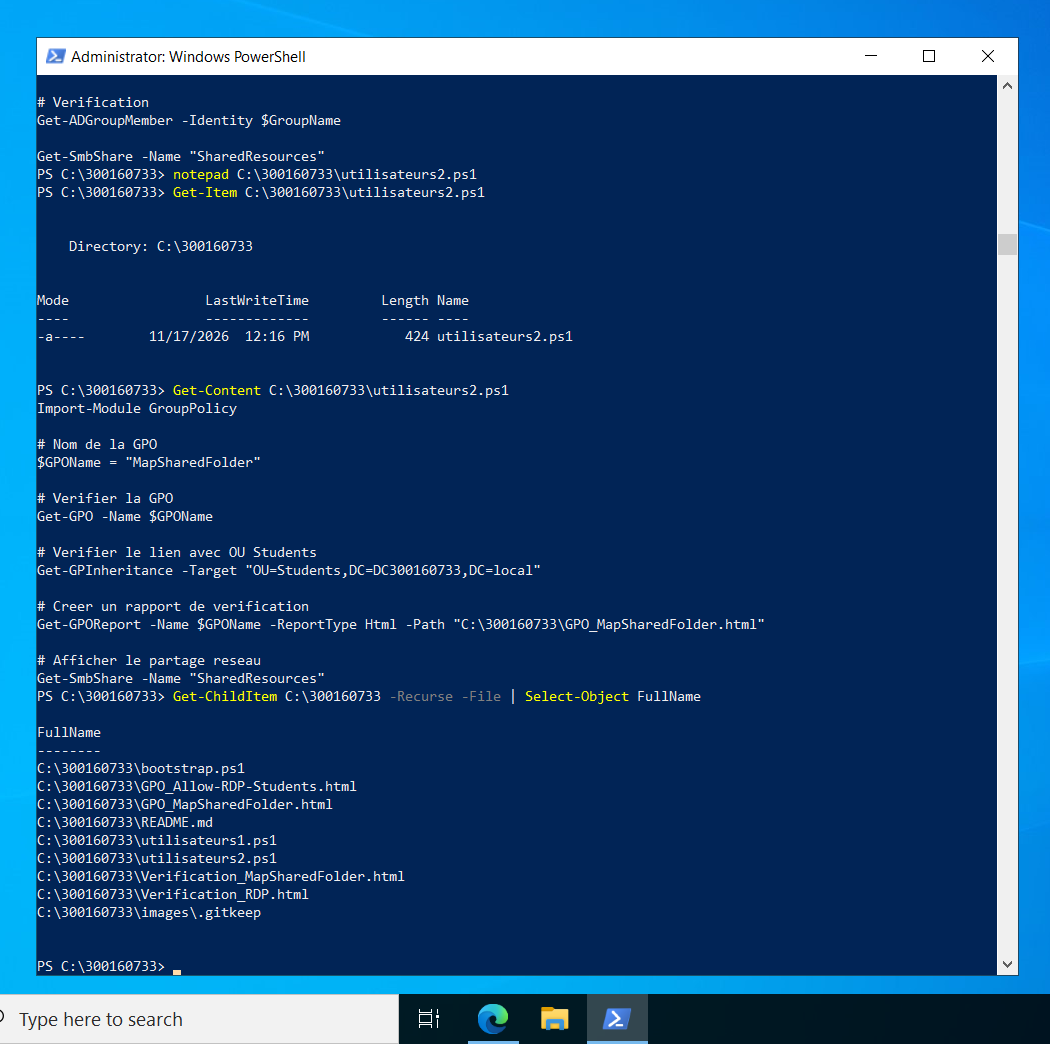 Administrator: Windows PowerShell
# Verification
Get-ADGroupMember -Identity $GroupName
Get-SmbShare -Name "SharedResources"
PS C:\300160733> notepad C:\300160733\utilisateurs2.ps1
PS C:\300160733> Get-Item C:\300160733\utilisateurs2.ps1
Directory: C:\300160733
Mode LastWriteTime Length Name
---- ------------- ------ ----
-a---- 11/17/2026 12:16 PM 424 utilisateurs2.ps1
PS C:\300160733> Get-Content C:\300160733\utilisateurs2.ps1
Import-Module GroupPolicy
# Nom de la GPO
$GPOName = "MapSharedFolder"
# Verifier la GPO
Get-GPO -Name $GPOName
# Verifier le lien avec OU Students
Get-GPInheritance -Target "OU=Students,DC=DC300160733,DC=local"
# Creer un rapport de verification
Get-GPOReport -Name $GPOName -ReportType Html -Path "C:\300160733\GPO_MapSharedFolder.html"
# Afficher le partage reseau
Get-SmbShare -Name "SharedResources"
PS C:\300160733> Get-ChildItem C:\300160733 -Recurse -File | Select-Object FullName
FullName
--------
C:\300160733\bootstrap.ps1
C:\300160733\GPO_Allow-RDP-Students.html
C:\300160733\GPO_MapSharedFolder.html
C:\300160733\README.md
C:\300160733\utilisateurs1.ps1
C:\300160733\utilisateurs2.ps1
C:\300160733\Verification_MapSharedFolder.html
C:\300160733\Verification_RDP.html
C:\300160733\images\.gitkeep
PS C:\300160733>
Type here to search